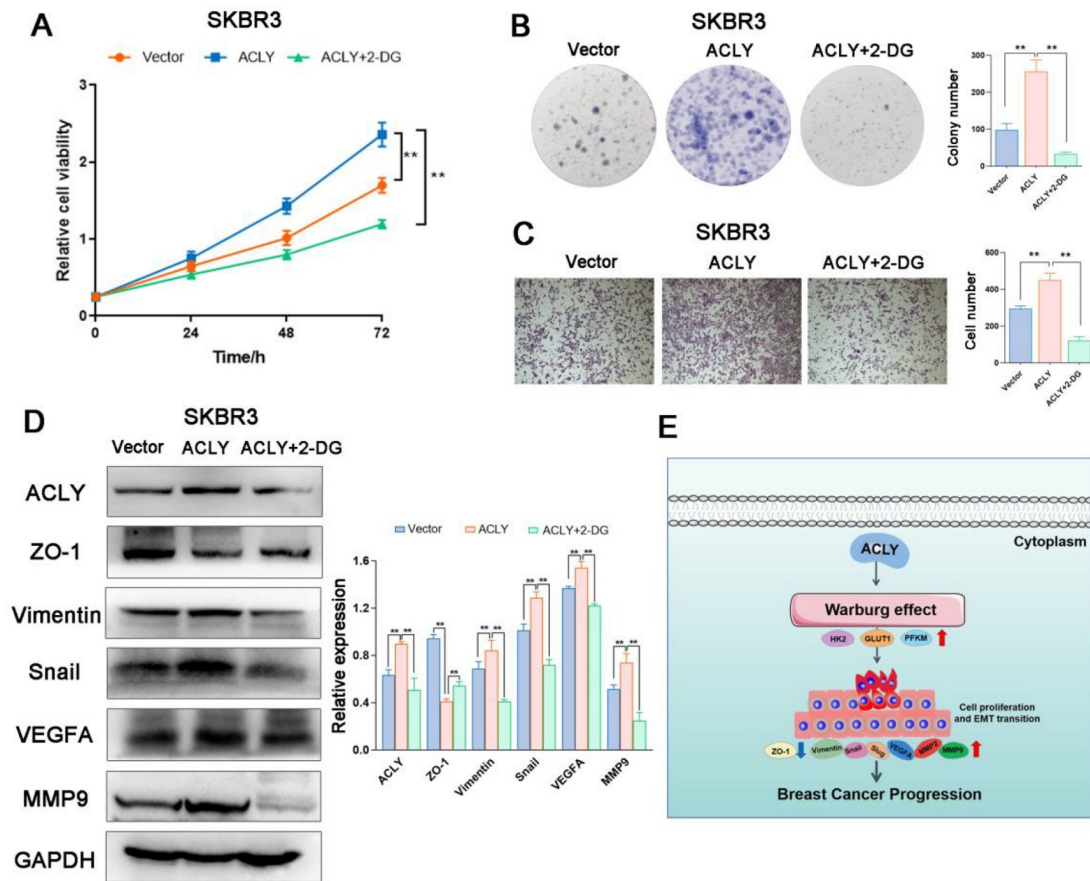 A
SKBR3
Vector ACLY ACLY+2-DG
Relative cell viability
3
2
1
0
0 24 48 72
Time/h
**
**
B
SKBR3
Vector ACLY ACLY+2-DG
Colony number
300
200
100
0
** **
Vector ACLY ACLY+2-DG
C
SKBR3
Vector ACLY ACLY+2-DG
Cell number
600
400
200
0
** **
Vector ACLY ACLY+2-DG
D
SKBR3
Vector ACLY ACLY+2-DG
ACLY
ZO-1
Vimentin
Snail
VEGFA
MMP9
GAPDH
Vector ACLY ACLY+2-DG
Relative expression
1.6
1.2
0.8
0.4
0.0
** ** ** ** ** ** ** ** ** ** ** **
ACLY ZO-1 Vimentin Snail VEGFA MMP9
E
Cytoplasm
ACLY
Warburg effect
HK2 GLUT1 PFKM
Cell proliferation
and EMT transition
ZO-1 Vimentin Snail Slug VEGFA MMP2 MMP9
Breast Cancer Progression